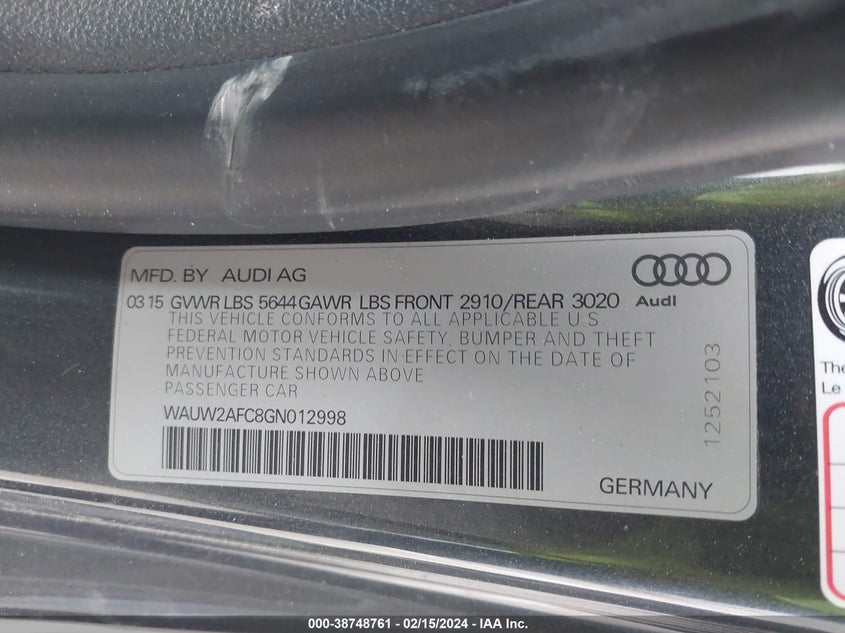 MFD. BY AUDI AG
Audi
03 15 GVWR LBS 5644 GAWR LBS FRONT 2910/REAR 3020
THIS VEHICLE CONFORMS TO ALL APPLICABLE U.S.
FEDERAL MOTOR VEHICLE SAFETY, BUMPER AND THEFT
PREVENTION STANDARDS IN EFFECT ON THE DATE OF
MANUFACTURE SHOWN ABOVE
PASSENGER CAR
WAUW2AFC8GN012998
1252103
GERMANY
The
Le
000-38748761 - 02/15/2024 - IAA Inc.